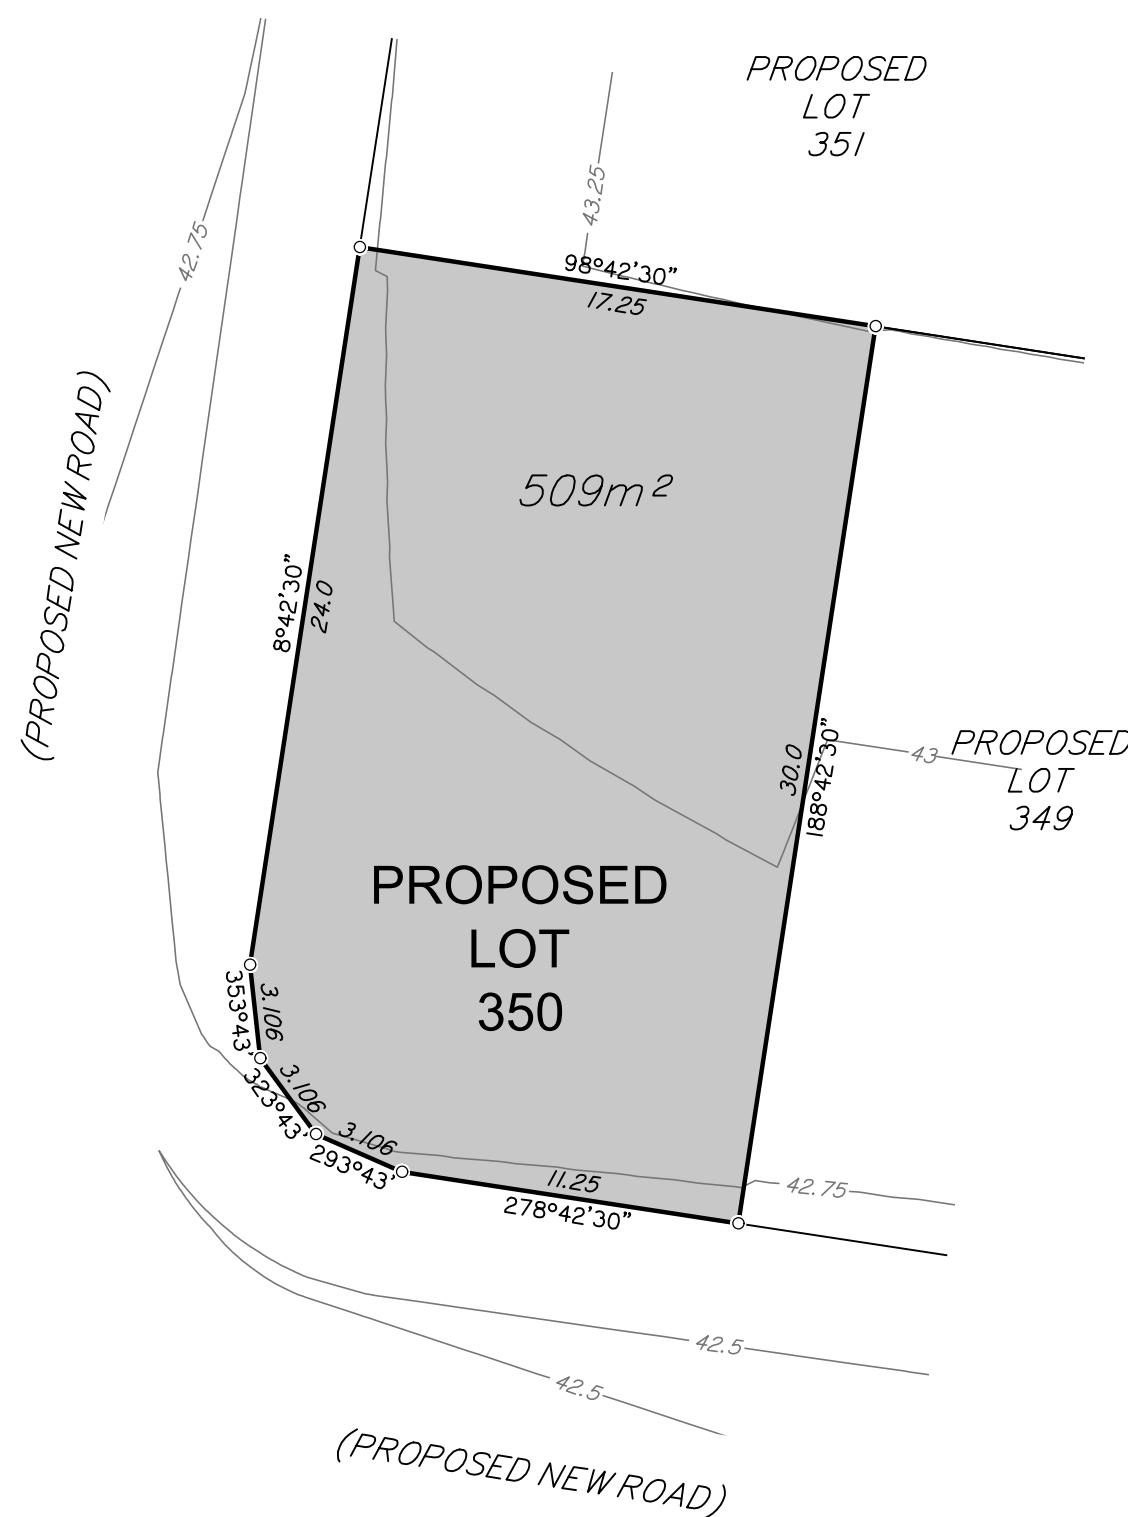 PROPOSED
LOT
351
42.75
43.25
98°42'30"
17.25
(PROPOSED NEW ROAD)
509m²
8°42'30"
24.0
30.0
188°42'30"
43
PROPOSED
LOT
349
PROPOSED
LOT
350
353°43'
3.106
323°43'
3.106
293°43'
3.106
11.25
278°42'30"
42.75
42.5
42.5
(PROPOSED NEW ROAD)